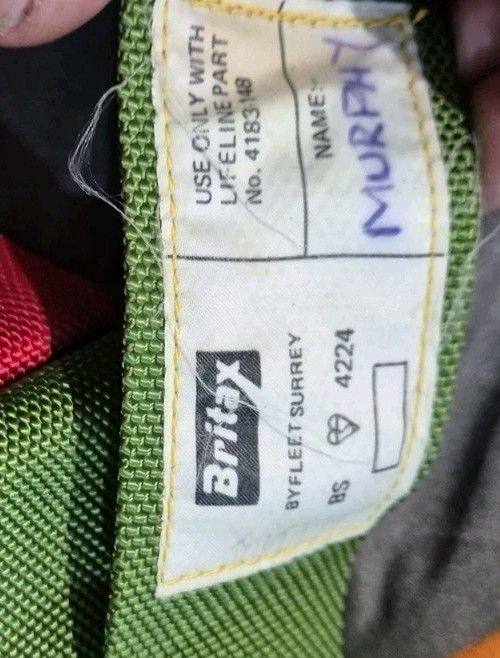 USE ONLY WITH
LIFELINE PART
No. 4183148
NAME:
MURPHY
Britax
BYFLEET SURREY
BS 4224